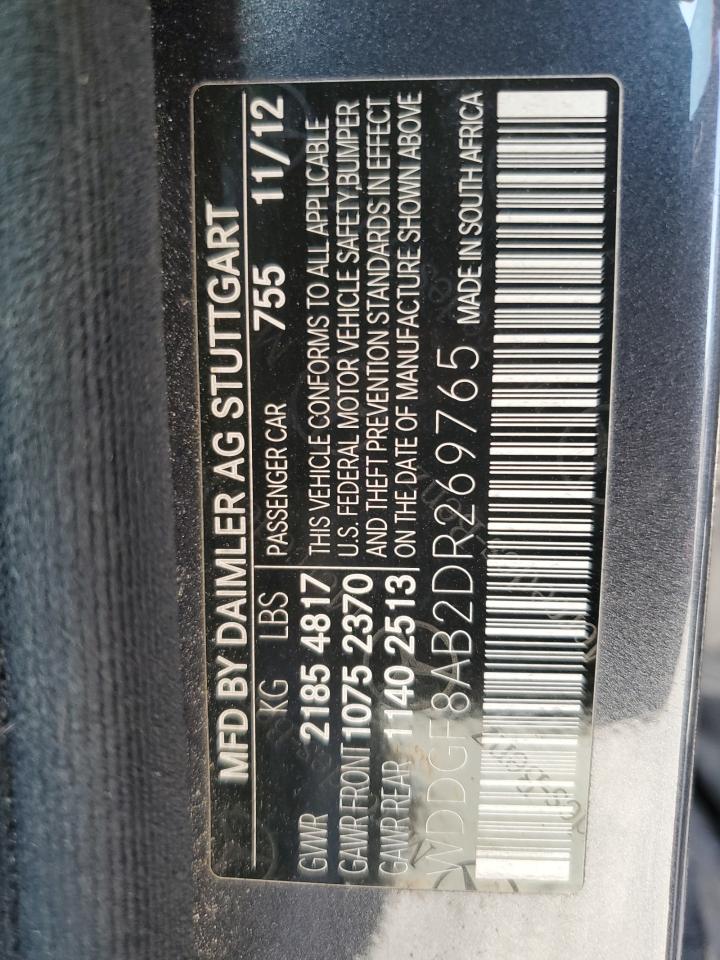 MFD BY DAIMLER AG STUTTGART
KG LBS PASSENGER CAR 755 11/12
GVWR 2185 4817 THIS VEHICLE CONFORMS TO ALL APPLICABLE
GAWR FRONT 1075 2370 U.S. FEDERAL MOTOR VEHICLE SAFETY, BUMPER
GAWR REAR 1140 2513 AND THEFT PREVENTION STANDARDS IN EFFECT
ON THE DATE OF MANUFACTURE SHOWN ABOVE
WDDGF8AB2DR269765 MADE IN SOUTH AFRICA